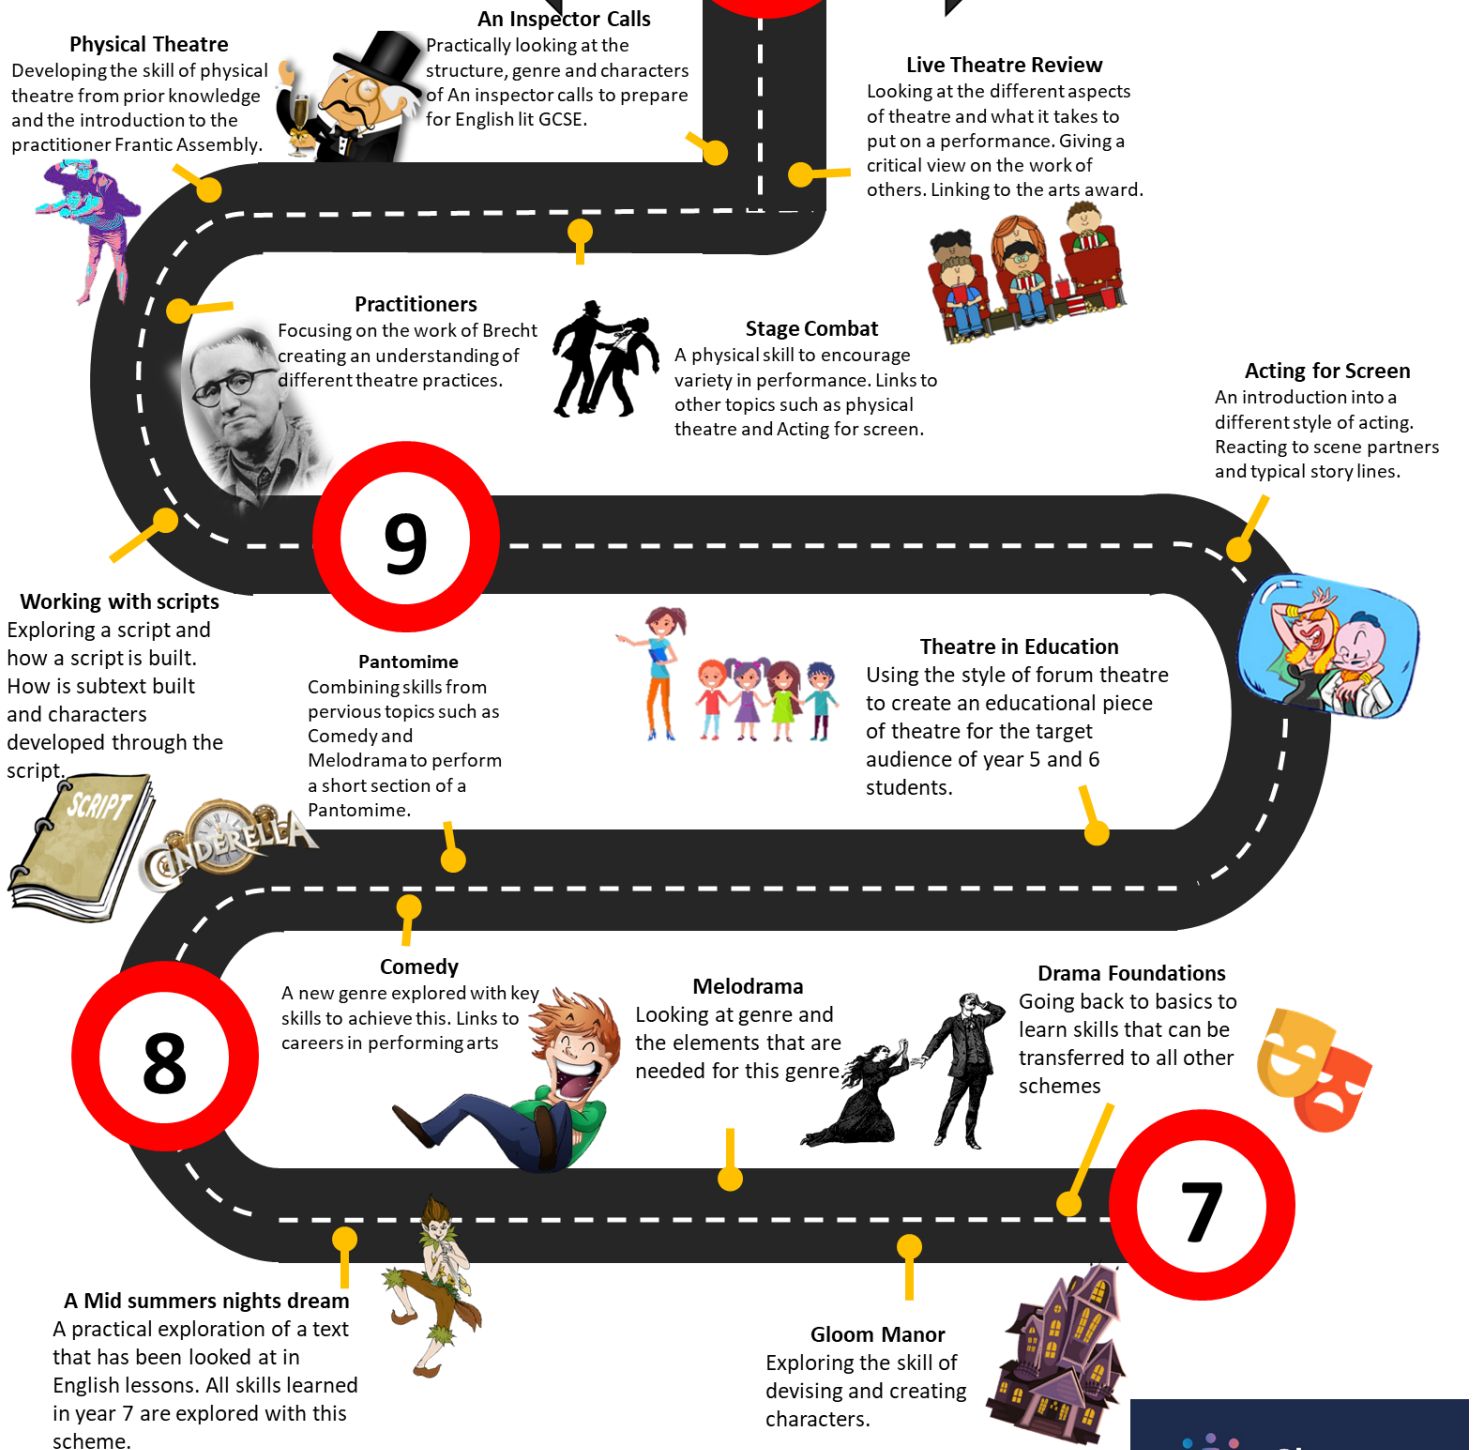 An Inspector Calls
Practically looking at the
structure, genre and characters
of An inspector calls to prepare
for English lit GCSE.
Physical Theatre
Developing the skill of physical
theatre from prior knowledge
and the introduction to the
practitioner Frantic Assembly.
Live Theatre Review
Looking at the different aspects
of theatre and what it takes to
put on a performance. Giving a
critical view on the work of
others. Linking to the arts award.
Practitioners
Focusing on the work of Brecht
creating an understanding of
different theatre practices.
Stage Combat
A physical skill to encourage
variety in performance. Links to
other topics such as physical
theatre and Acting for screen.
Acting for Screen
An introduction into a
different style of acting.
Reacting to scene partners
and typical story lines.
9
Working with scripts
Exploring a script and
how a script is built.
How is subtext built
and characters
developed through the
script.
SCRIPT
CINDERELLA
Pantomime
Combining skills from
pervious topics such as
Comedy and
Melodrama to perform
a short section of a
Pantomime.
Theatre in Education
Using the style of forum theatre
to create an educational piece
of theatre for the target
audience of year 5 and 6
students.
8
Comedy
A new genre explored with key
skills to achieve this. Links to
careers in performing arts
Melodrama
Looking at genre and
the elements that are
needed for this genre.
Drama Foundations
Going back to basics to
learn skills that can be
transferred to all other
schemes
7
A Mid summers nights dream
A practical exploration of a text
that has been looked at in
English lessons. All skills learned
in year 7 are explored with this
scheme.
Gloom Manor
Exploring the skill of
devising and creating
characters.